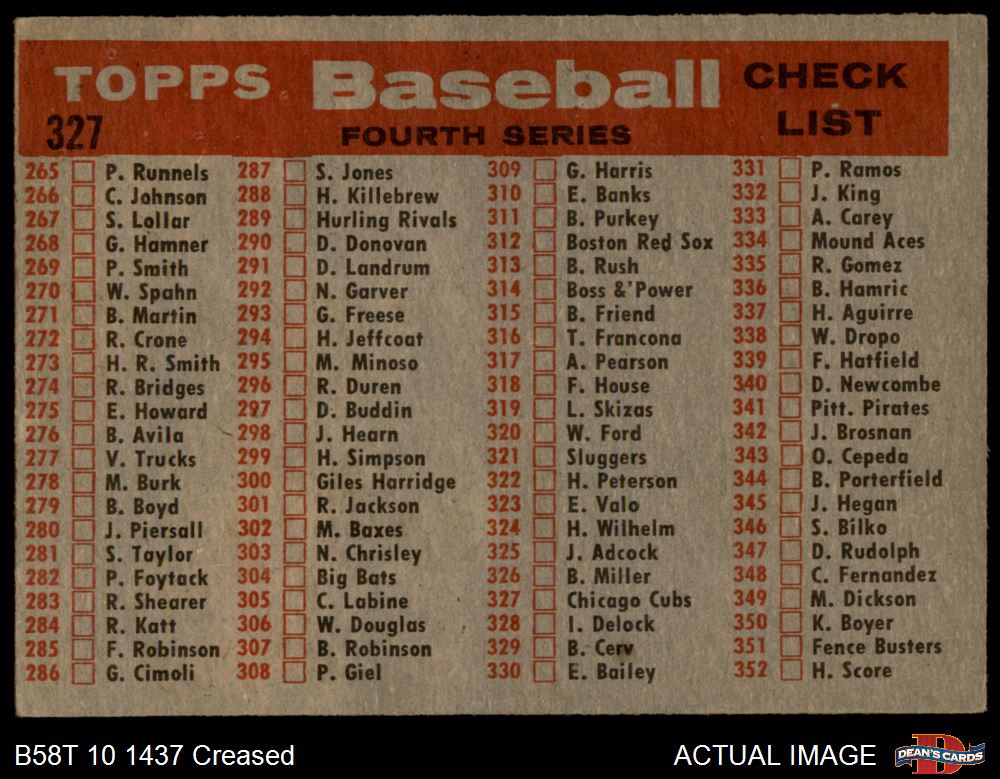 TOPPS Baseball CHECK LIST
327 FOURTH SERIES
265 P. Runnels
266 C. Johnson
267 S. Lollar
268 G. Hamner
269 P. Smith
270 W. Spahn
271 B. Martin
272 R. Crone
273 H. R. Smith
274 R. Bridges
275 E. Howard
276 B. Avila
277 V. Trucks
278 M. Burk
279 B. Boyd
280 J. Piersall
281 S. Taylor
282 P. Foytack
283 R. Shearer
284 R. Katt
285 F. Robinson
286 G. Cimoli
287 S. Jones
288 H. Killebrew
289 Hurling Rivals
290 D. Donovan
291 D. Landrum
292 N. Garver
293 G. Freese
294 H. Jeffcoat
295 M. Minoso
296 R. Duren
297 D. Buddin
298 J. Hearn
299 H. Simpson
300 Giles Harridge
301 R. Jackson
302 M. Baxes
303 N. Chrisley
304 Big Bats
305 C. Labine
306 W. Douglas
307 B. Robinson
308 P. Giel
309 G. Harris
310 E. Banks
311 B. Purkey
312 Boston Red Sox
313 B. Rush
314 Boss &'Power
315 B. Friend
316 T. Francona
317 A. Pearson
318 F. House
319 L. Skizas
320 W. Ford
321 Sluggers
322 H. Peterson
323 E. Valo
324 H. Wilhelm
325 J. Adcock
326 B. Miller
327 Chicago Cubs
328 I. Delock
329 B. Cerv
330 E. Bailey
331 P. Ramos
332 J. King
333 A. Carey
334 Mound Aces
335 R. Gomez
336 B. Hamric
337 H. Aguirre
338 W. Dropo
339 F. Hatfield
340 D. Newcombe
341 Pitt. Pirates
342 J. Brosnan
343 O. Cepeda
344 B. Porterfield
345 J. Hegan
346 S. Bilko
347 D. Rudolph
348 C. Fernandez
349 M. Dickson
350 K. Boyer
351 Fence Busters
352 H. Score
B58T 10 1437 Creased
ACTUAL IMAGE
DEAN'S CARDS